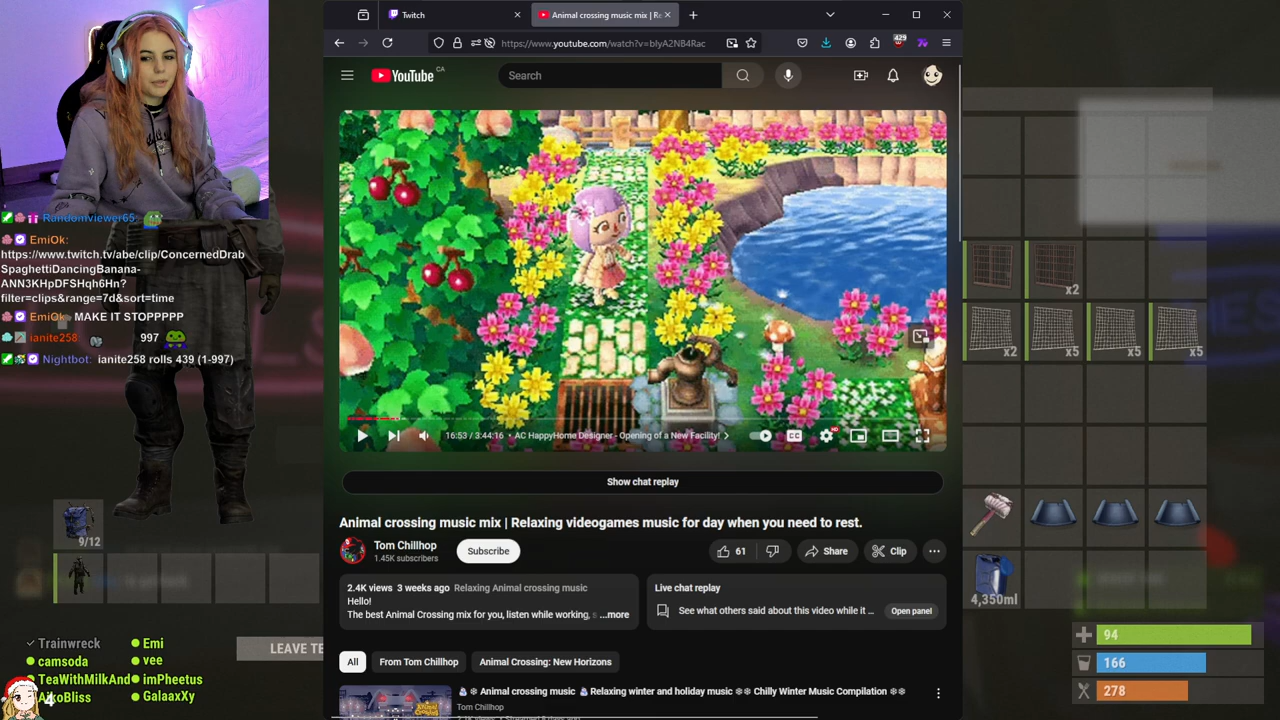 Twitch
Animal crossing music mix | Re
https://www.youtube.com/watch?v=blyA2NB4Rac
429
YouTube CA
Search
Randomviewer65:
EmiOk:
https://www.twitch.tv/abe/clip/ConcernedDrab
SpaghettiDancingBanana-
ANN3KHpDFSHqh6Hn?
filter=clips&range=7d&sort=time
EmiOk: MAKE IT STOPPPPP
ianite258: 997
Nightbot: ianite258 rolls 439 (1-997)
x2
x2
x5
x5
x5
16:53 / 3:44:16 • AC HappyHome Designer - Opening of a New Facility!
CC
HD
Show chat replay
Animal crossing music mix | Relaxing videogames music for day when you need to rest.
Tom Chillhop
1.45K subscribers
Subscribe
61
Share
Clip
2.4K views 3 weeks ago Relaxing Animal crossing music
Hello!
The best Animal Crossing mix for you, listen while working, s ...more
Live chat replay
See what others said about this video while it ...
Open panel
All
From Tom Chillhop
Animal Crossing: New Horizons
Animal crossing music Relaxing winter and holiday music Chilly Winter Music Compilation
Tom Chillhop
9/12
4,350ml
LEAVE TE
Trainwreck
Emi
camsoda
vee
TeaWithMilkAnd
imPheetus
AikoBliss
GalaaxXy
4
94
166
278